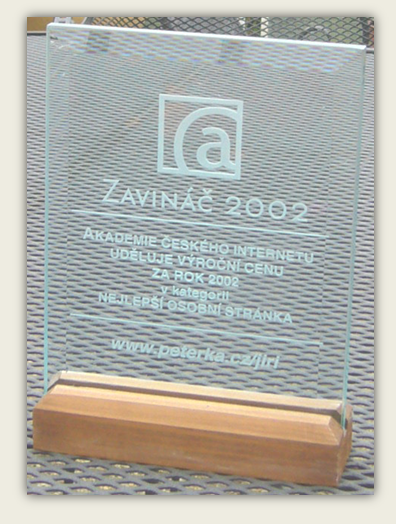 @
ZAVINÁČ 2002
AKADEMIE ČESKÉHO INTERNETU
UDĚLUJE VÝROČNÍ CENU
ZA ROK 2002
v kategorii
NEJLEPŠÍ OSOBNÍ STRÁNKA
www.peterka.cz/jiri